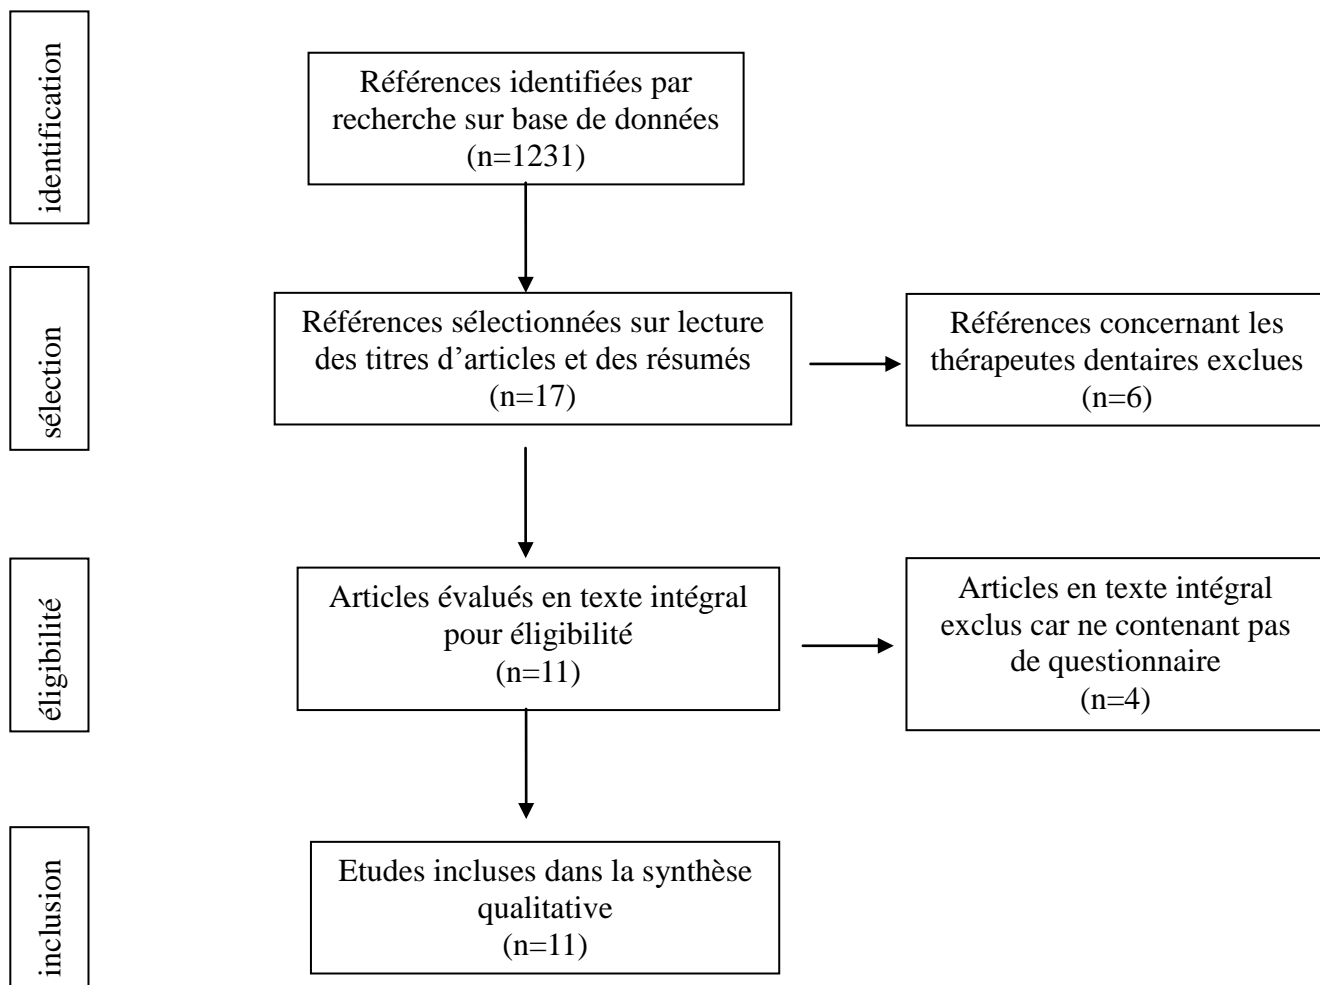 identification
Références identifiées par
recherche sur base de données
(n=1231)
sélection
Références sélectionnées sur lecture
des titres d’articles et des résumés
(n=17)
Références concernant les
thérapeutes dentaires exclues
(n=6)
éligibilité
Articles évalués en texte intégral
pour éligibilité
(n=11)
Articles en texte intégral
exclus car ne contenant pas
de questionnaire
(n=4)
inclusion
Etudes incluses dans la synthèse
qualitative
(n=11)